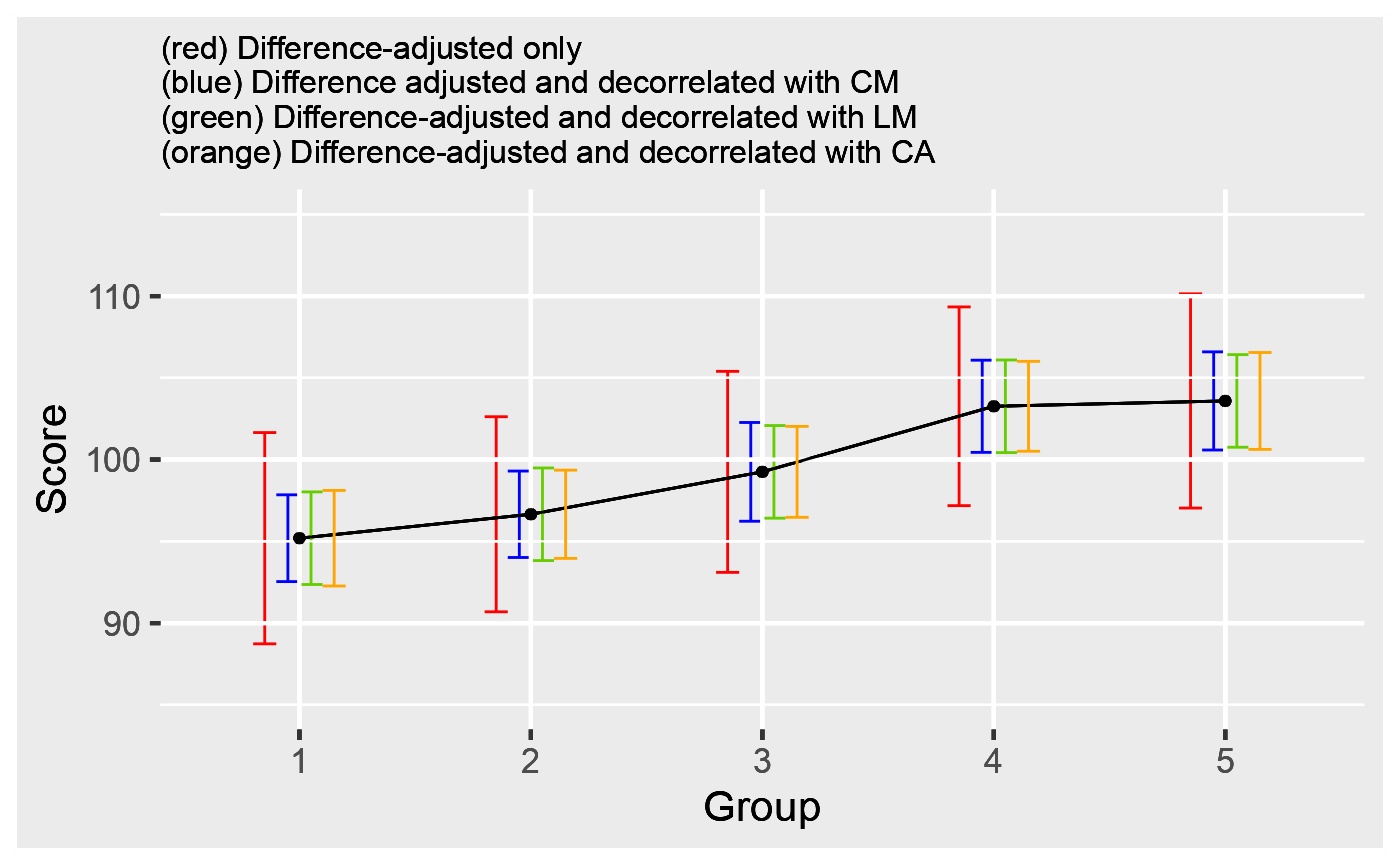 (red) Difference-adjusted only
(blue) Difference adjusted and decorrelated with CM
(green) Difference-adjusted and decorrelated with LM
(orange) Difference-adjusted and decorrelated with CA
110
100
90
Score
1 2 3 4 5
Group